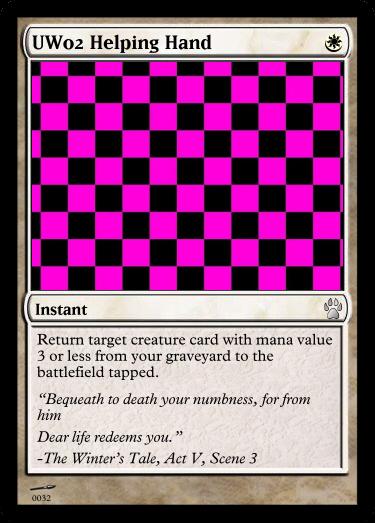 UW02 Helping Hand
Instant
Return target creature card with mana value
3 or less from your graveyard to the
battlefield tapped.
“Bequeath to death your numbness, for from
him
Dear life redeems you.”
-The Winter’s Tale, Act V, Scene 3
0032